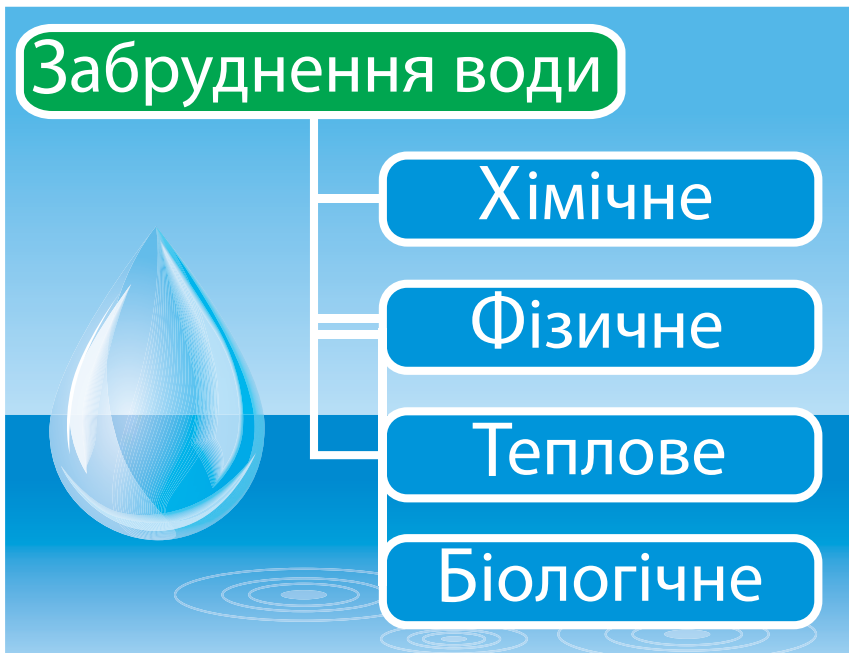 Забруднення води
Хімічне
Фізичне
Теплове
Біологічне